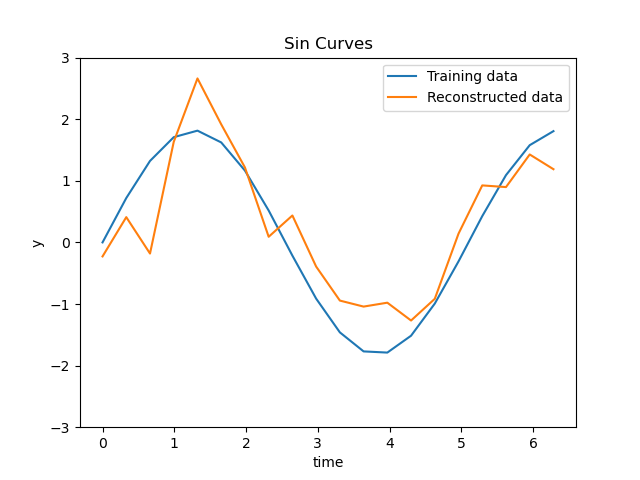 Sin Curves
Training data
Reconstructed data
3
2
1
0
−1
−2
−3
y
0 1 2 3 4 5 6
time